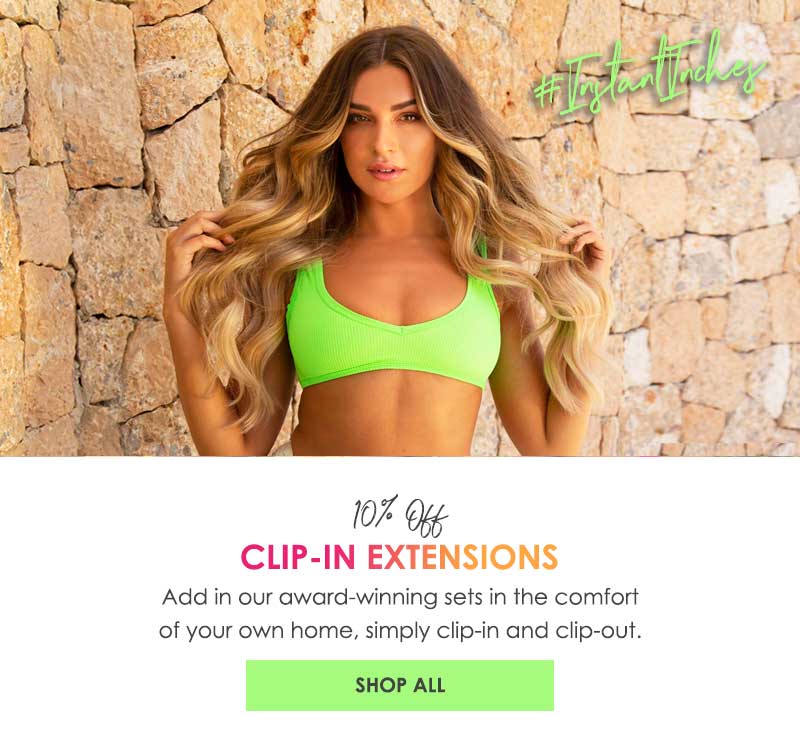 #InstantInches
10% Off
CLIP-IN EXTENSIONS
Add in our award-winning sets in the comfort
of your own home, simply clip-in and clip-out.
SHOP ALL